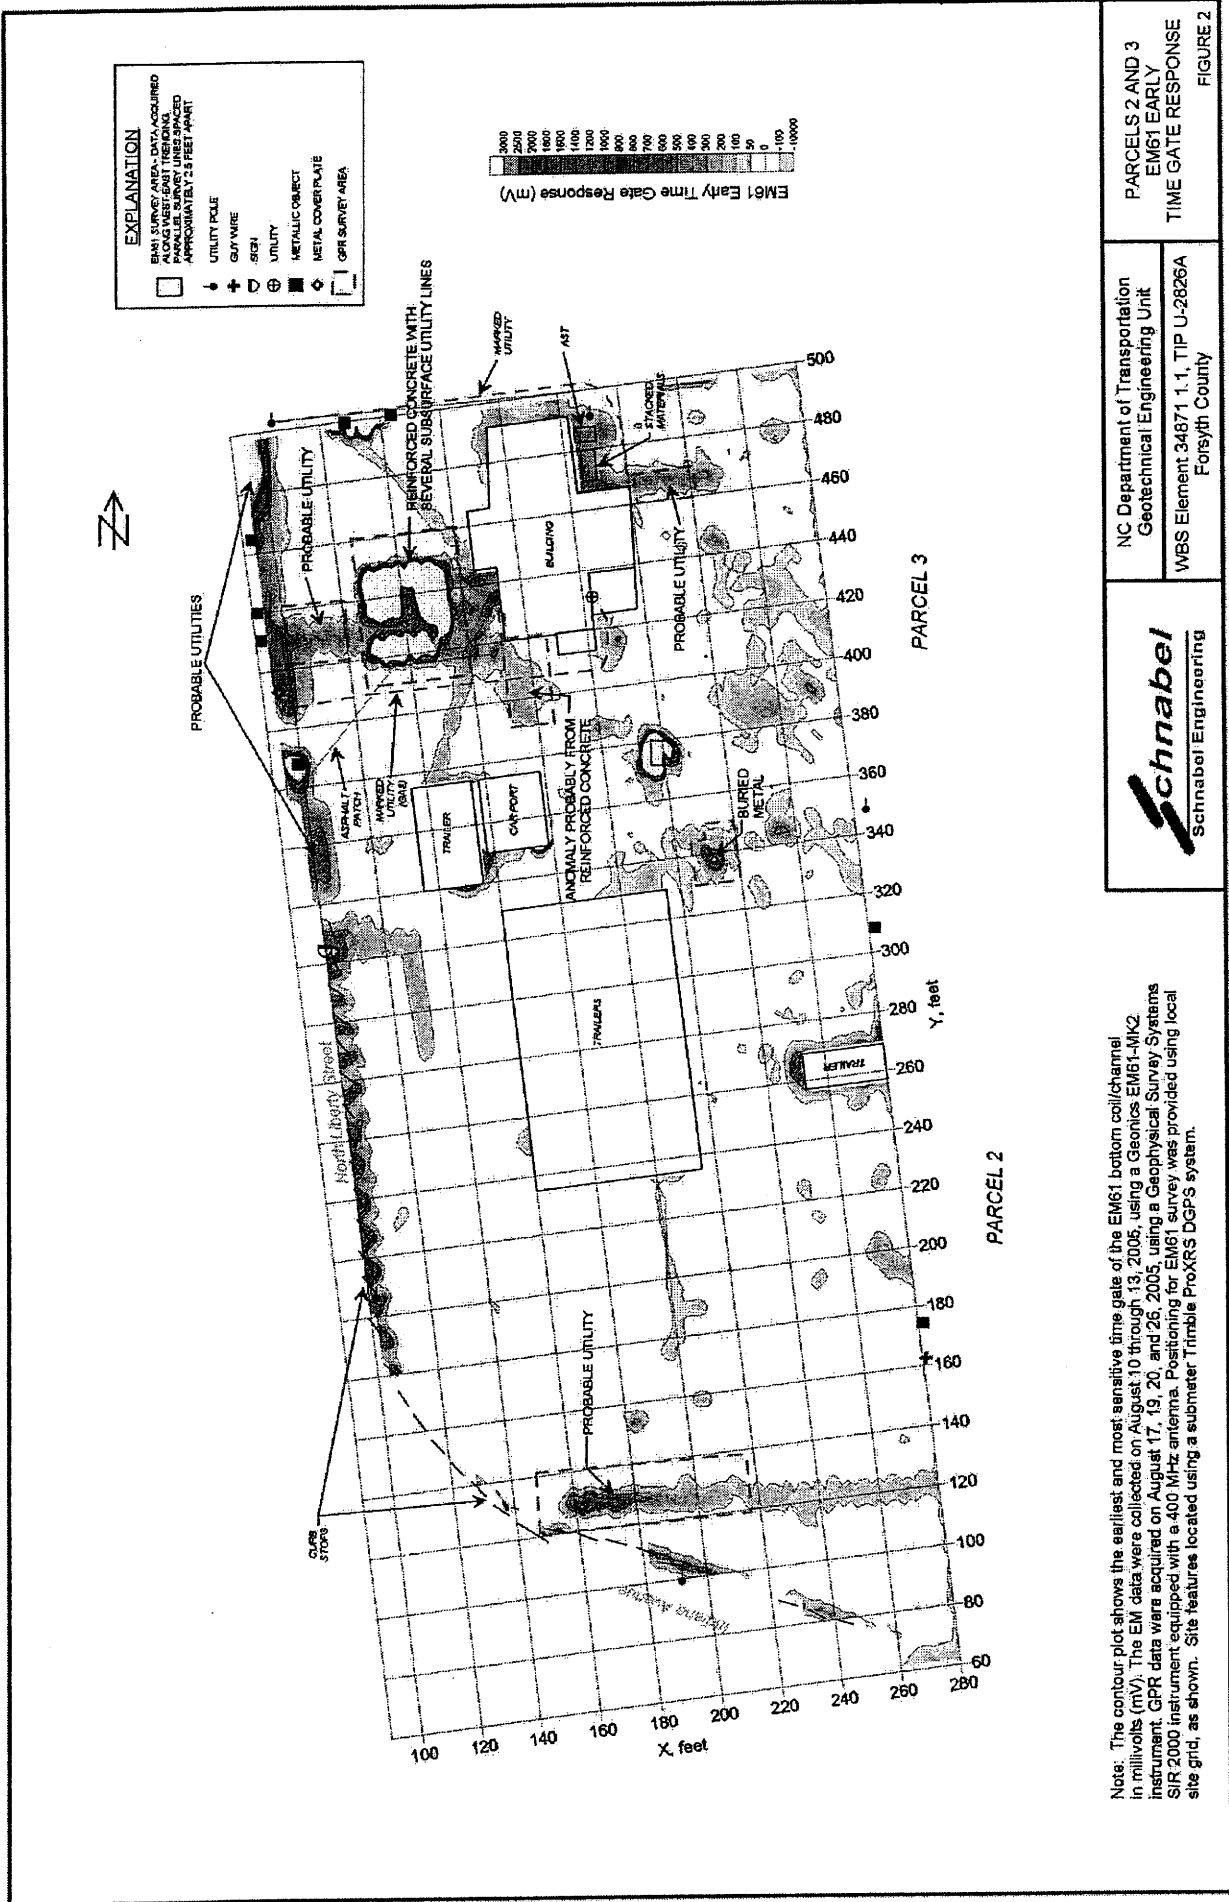 EXPLANATION
EM61 SURVEY AREA - DATA ACQUIRED
ALONG WEST-EAST TRENDING,
PARALLEL SURVEY LINES SPACED
APPROXIMATELY 2.5 FEET APART
UTILITY POLE
GUY WIRE
SIGN
UTILITY
METALLIC OBJECT
METAL COVER PLATE
GPR SURVEY AREA
N
EM61 Early Time Gate Response (mV)
3000
2500
2000
1800
1600
1400
1200
1000
900
800
700
600
500
400
300
200
100
50
0
-100
-10000
PROBABLE UTILITIES
PROBABLE UTILITY
REINFORCED CONCRETE WITH
SEVERAL SUBSURFACE UTILITY LINES
MARKED
UTILITY
AST
STACKED
MATERIALS
BUILDING
PROBABLE UTILITY
ASPHALT
PATCH
MARKED
UTILITY
(GAS)
TRAILER
CAR-PORT
ANOMALY PROBABLY FROM
REINFORCED CONCRETE
BURIED
METAL
North Liberty Street
TRAILERS
TRAILER
PROBABLE UTILITY
CURB
STOPS
PARCEL 3
PARCEL 2
500
480
460
440
420
400
380
360
340
320
300
280
260
240
220
200
180
160
140
120
100
80
60
Y, feet
100
120
140
160
180
200
220
240
260
280
X, feet
Note: The contour plot shows the earliest and most sensitive time gate of the EM61 bottom coil/channel
in millivolts (mV). The EM data were collected on August 10 through 13, 2005, using a Geonics EM61-MK2
instrument. GPR data were acquired on August 17, 19, 20, and 26, 2005, using a Geophysical Survey Systems
SIR 2000 instrument equipped with a 400 MHz antenna. Positioning for EM61 survey was provided using local
site grid, as shown. Site features located using a submeter Trimble ProXRS DGPS system.
Schnabel
Schnabel Engineering
NC Department of Transportation
Geotechnical Engineering Unit
WBS Element 34871.1.1, TIP U-2826A
Forsyth County
PARCELS 2 AND 3
EM61 EARLY
TIME GATE RESPONSE
FIGURE 2